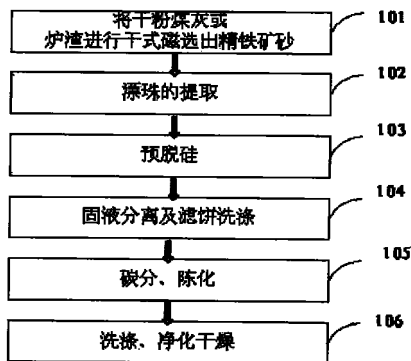 将干粉煤灰或
炉渣进行干式磁选出精铁矿砂
101
漂珠的提取
102
预脱硅
103
固液分离及滤饼洗涤
104
碳分、陈化
105
洗涤、净化干燥
106